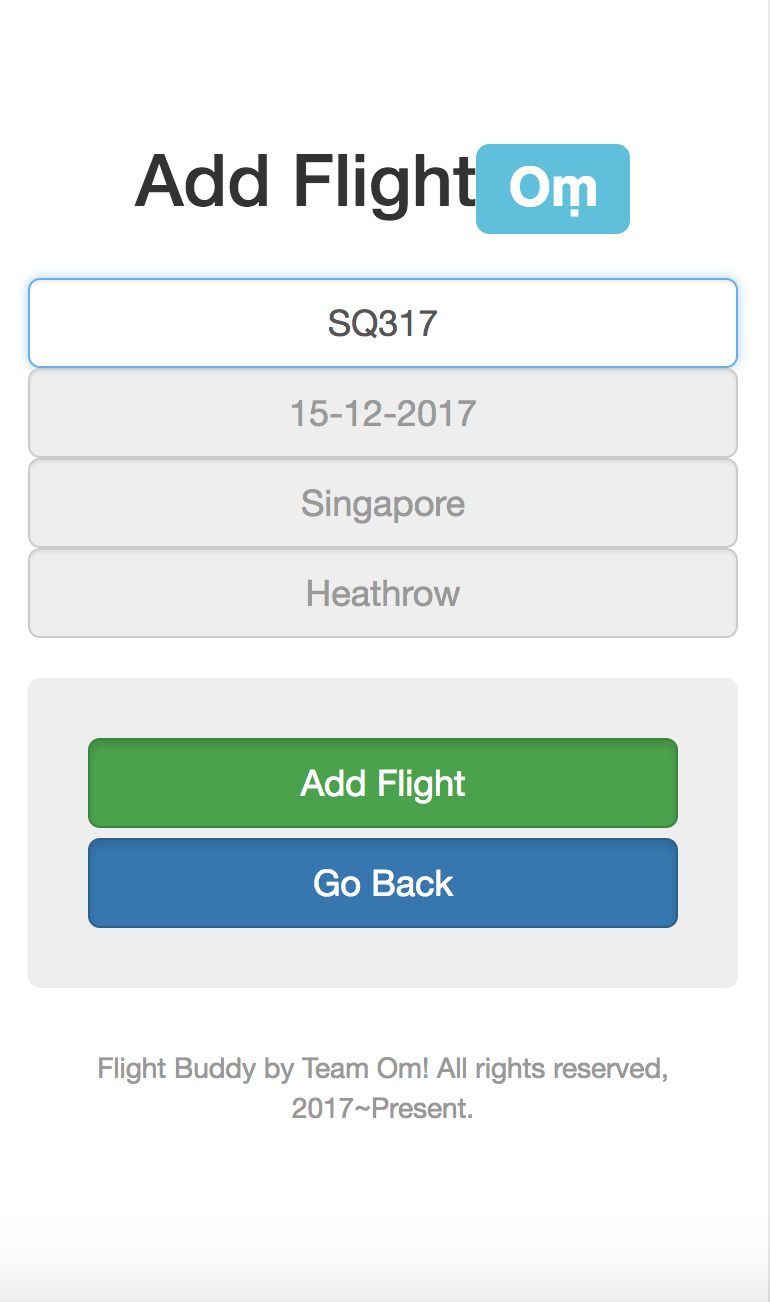 Add Flight Oṃ
SQ317
15-12-2017
Singapore
Heathrow
Add Flight
Go Back
Flight Buddy by Team Om! All rights reserved,
2017~Present.